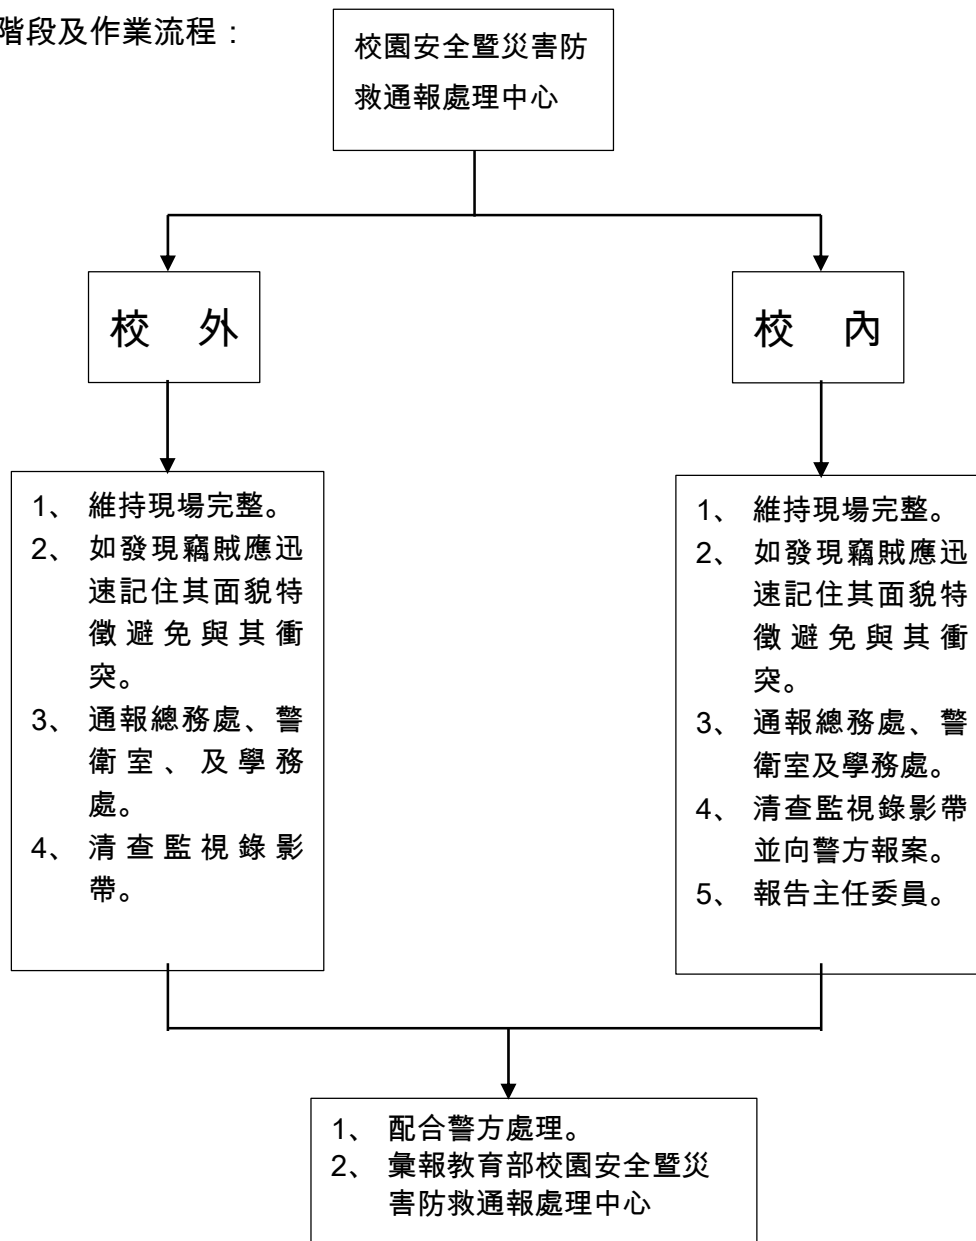 階段及作業流程：
校園安全暨災害防
救通報處理中心
校　外
校　內
1、 維持現場完整。
2、 如發現竊賊應迅
速記住其面貌特
徵避免與其衝
突。
3、 通報總務處、警
衛室、及學務
處。
4、 清查監視錄影
帶。
1、 維持現場完整。
2、 如發現竊賊應迅
速記住其面貌特
徵避免與其衝
突。
3、 通報總務處、警
衛室及學務處。
4、 清查監視錄影帶
並向警方報案。
5、 報告主任委員。
1、 配合警方處理。
2、 彙報教育部校園安全暨災
害防救通報處理中心